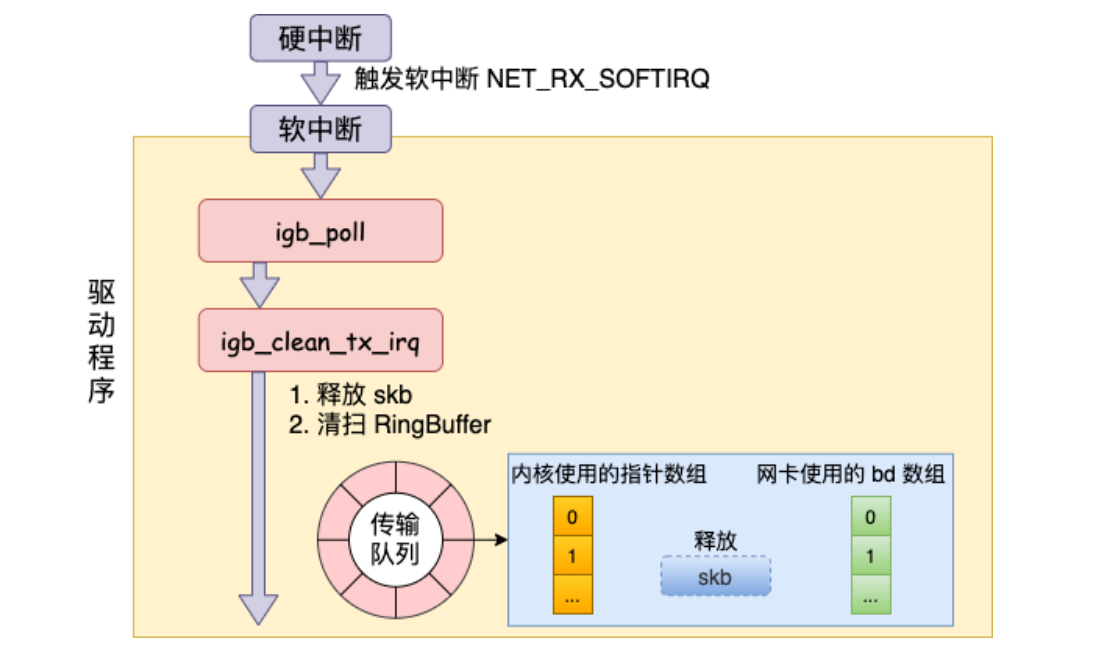 硬中断
触发软中断 NET_RX_SOFTIRQ
软中断
igb_poll
驱动程序
igb_clean_tx_irq
1. 释放 skb
2. 清扫 RingBuffer
内核使用的指针数组
网卡使用的 bd 数组
传输
队列
0
1
...
释放
skb
0
1
...